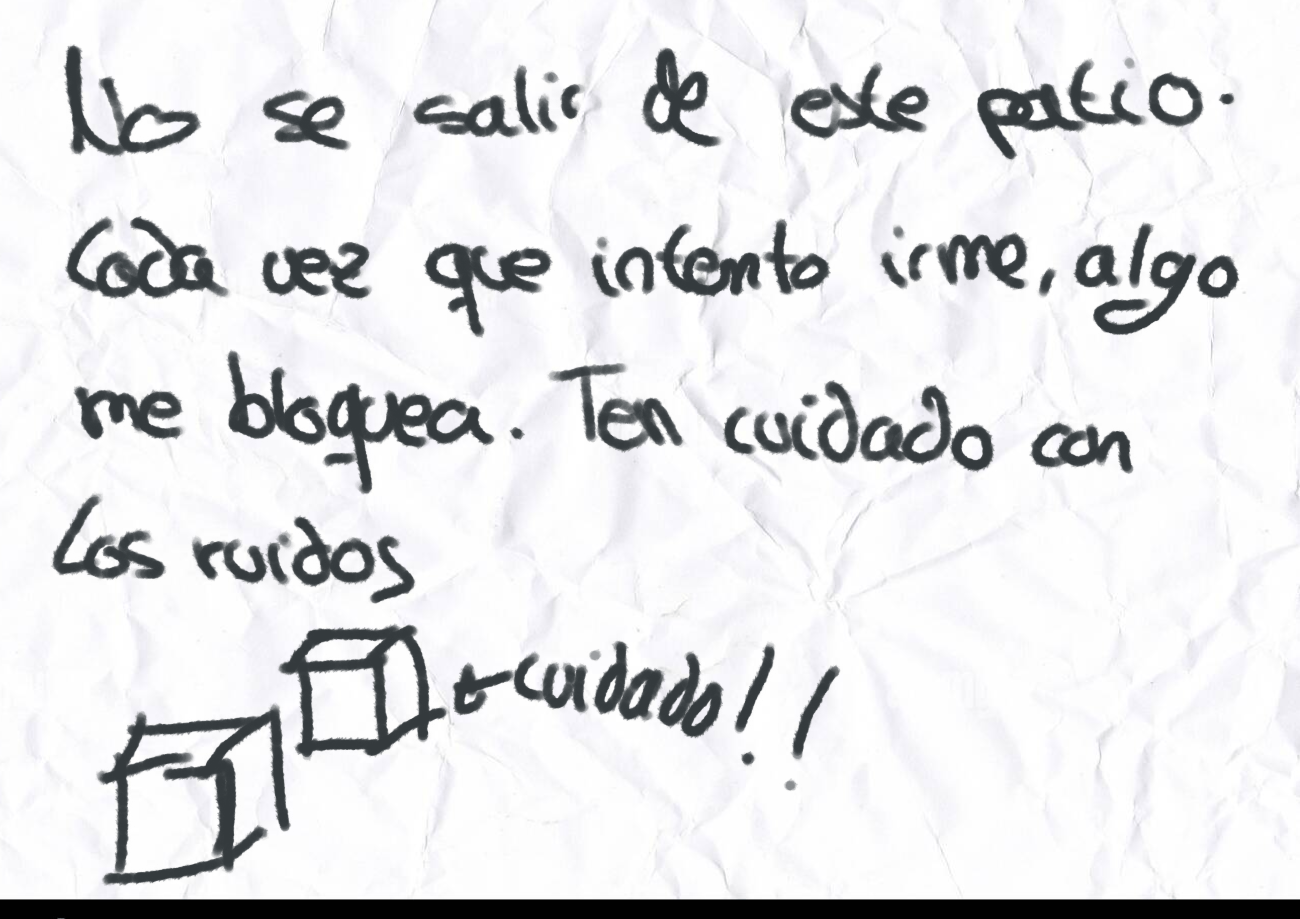 No se salir de este patio.
Cada vez que intento irme, algo
me bloquea. Ten cuidado con
Los ruidos
←cuidado!!